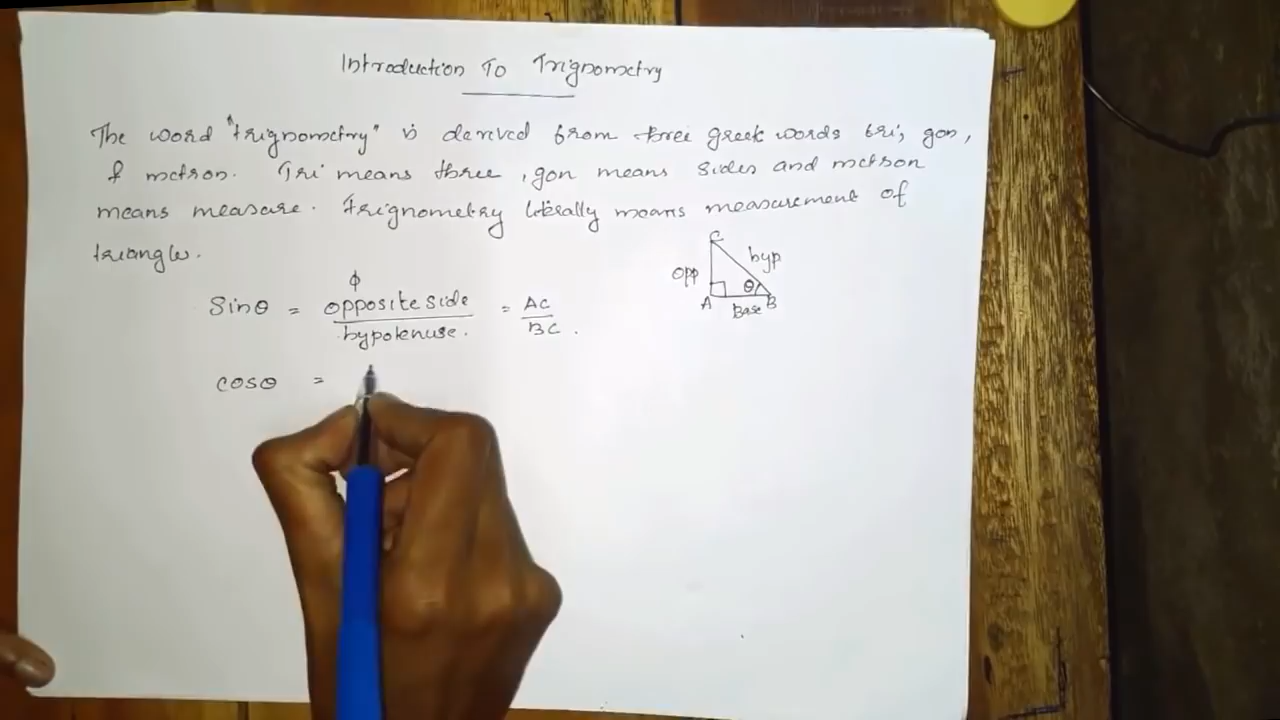 Introduction To Trignometry
The word "trignometry" is derived from three greek words tri, gon,
& metron. Tri means three, gon means sides and metron
means measure. Trignometry literally means measurement of
triangle.
C
opp
hyp
θ
A
Base
B
Sinθ = opposite side / hypotenuse = AC / BC .
cosθ =